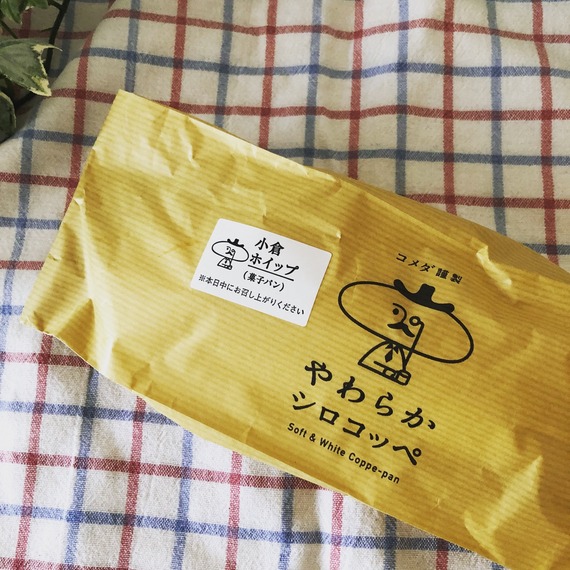 小倉
ホイップ
(菓子パン)
※本日中にお召し上がりください
コメダ謹製
やわらか
シロコッペ
Soft & White Coppe-pan